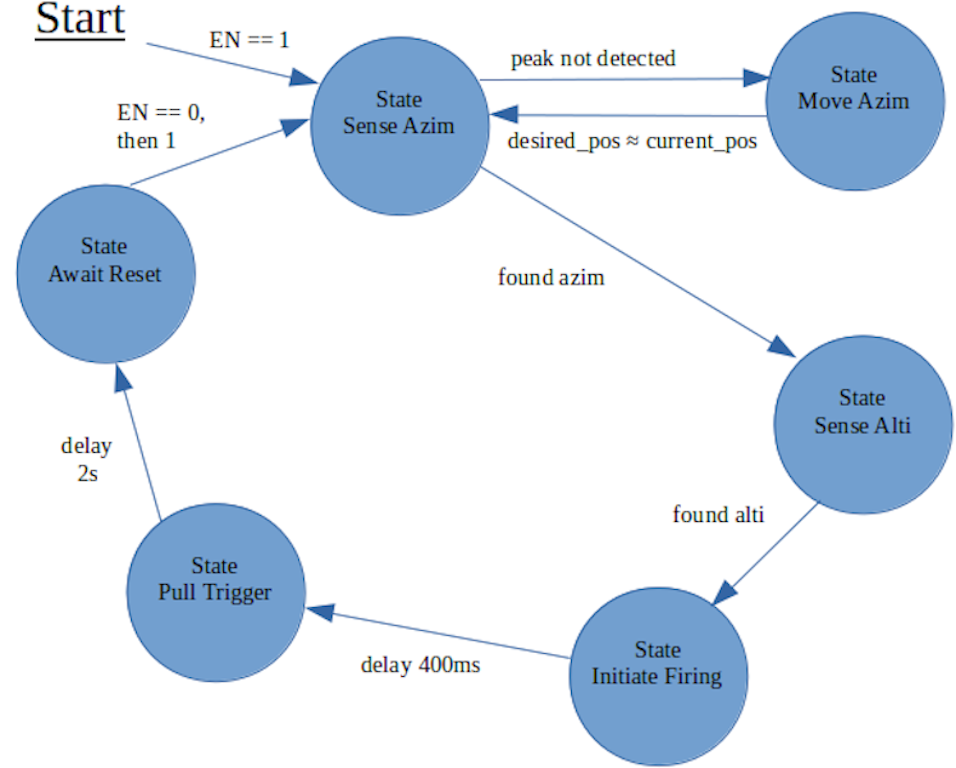 Start
EN == 1
peak not detected
State
Move Azim
State
Sense Azim
EN == 0,
then 1
desired_pos ≈ current_pos
State
Await Reset
found azim
State
Sense Alti
delay
2s
found alti
State
Pull Trigger
delay 400ms
State
Initiate Firing